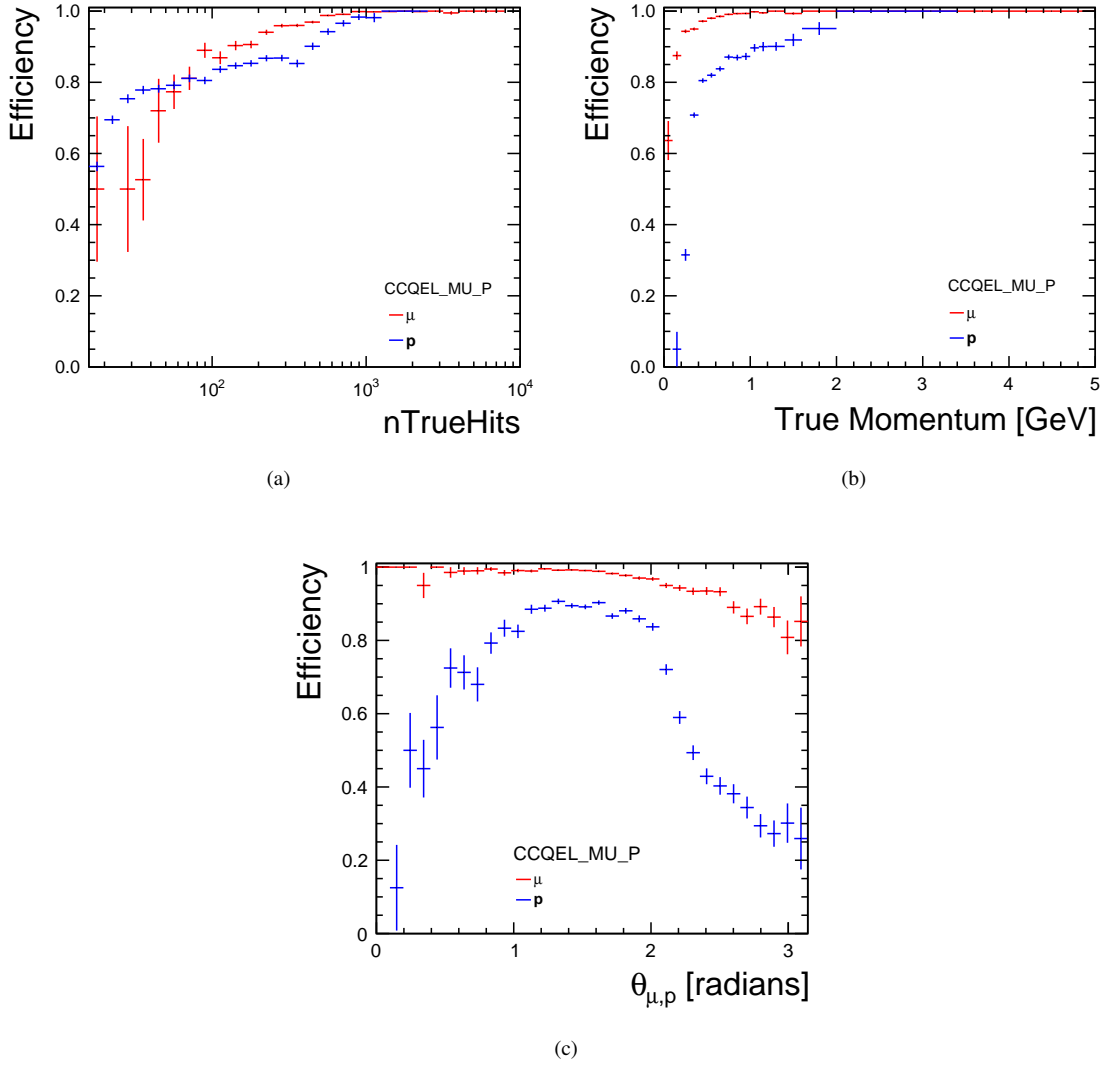 Efficiency
1.0
0.8
0.6
0.4
0.2
0.0
CCQEL_MU_P
μ
p
10² 10³ 10⁴
nTrueHits
(a)
Efficiency
1.0
0.8
0.6
0.4
0.2
0.0
CCQEL_MU_P
μ
p
0 1 2 3 4 5
True Momentum [GeV]
(b)
Efficiency
1
0.8
0.6
0.4
0.2
0
CCQEL_MU_P
μ
p
0 1 2 3
θμ,p [radians]
(c)